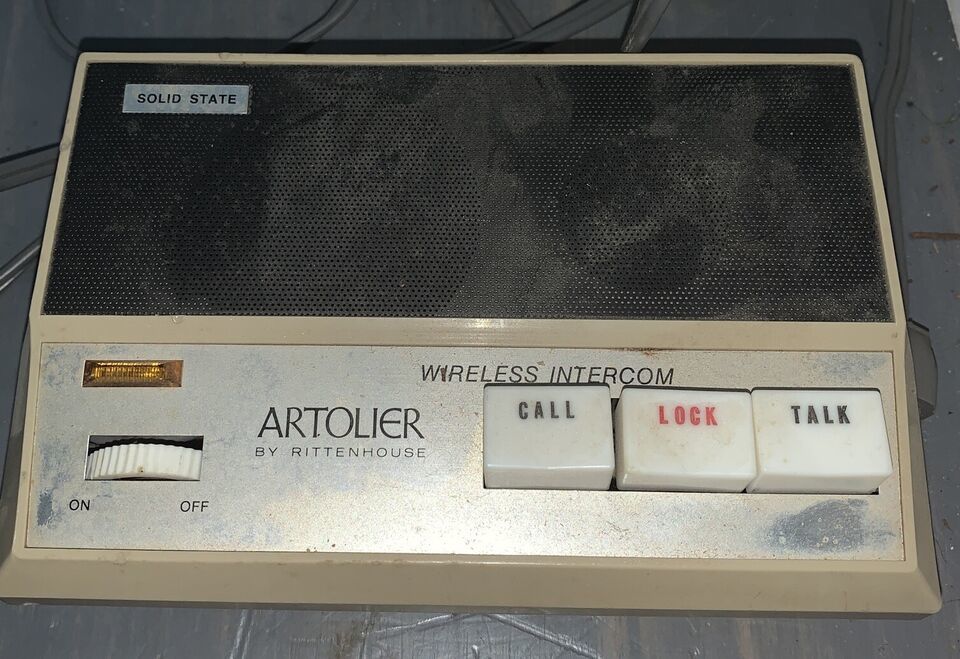 SOLID STATE
WIRELESS INTERCOM
CALL
LOCK
TALK
ARTOLIER
BY RITTENHOUSE
ON
OFF